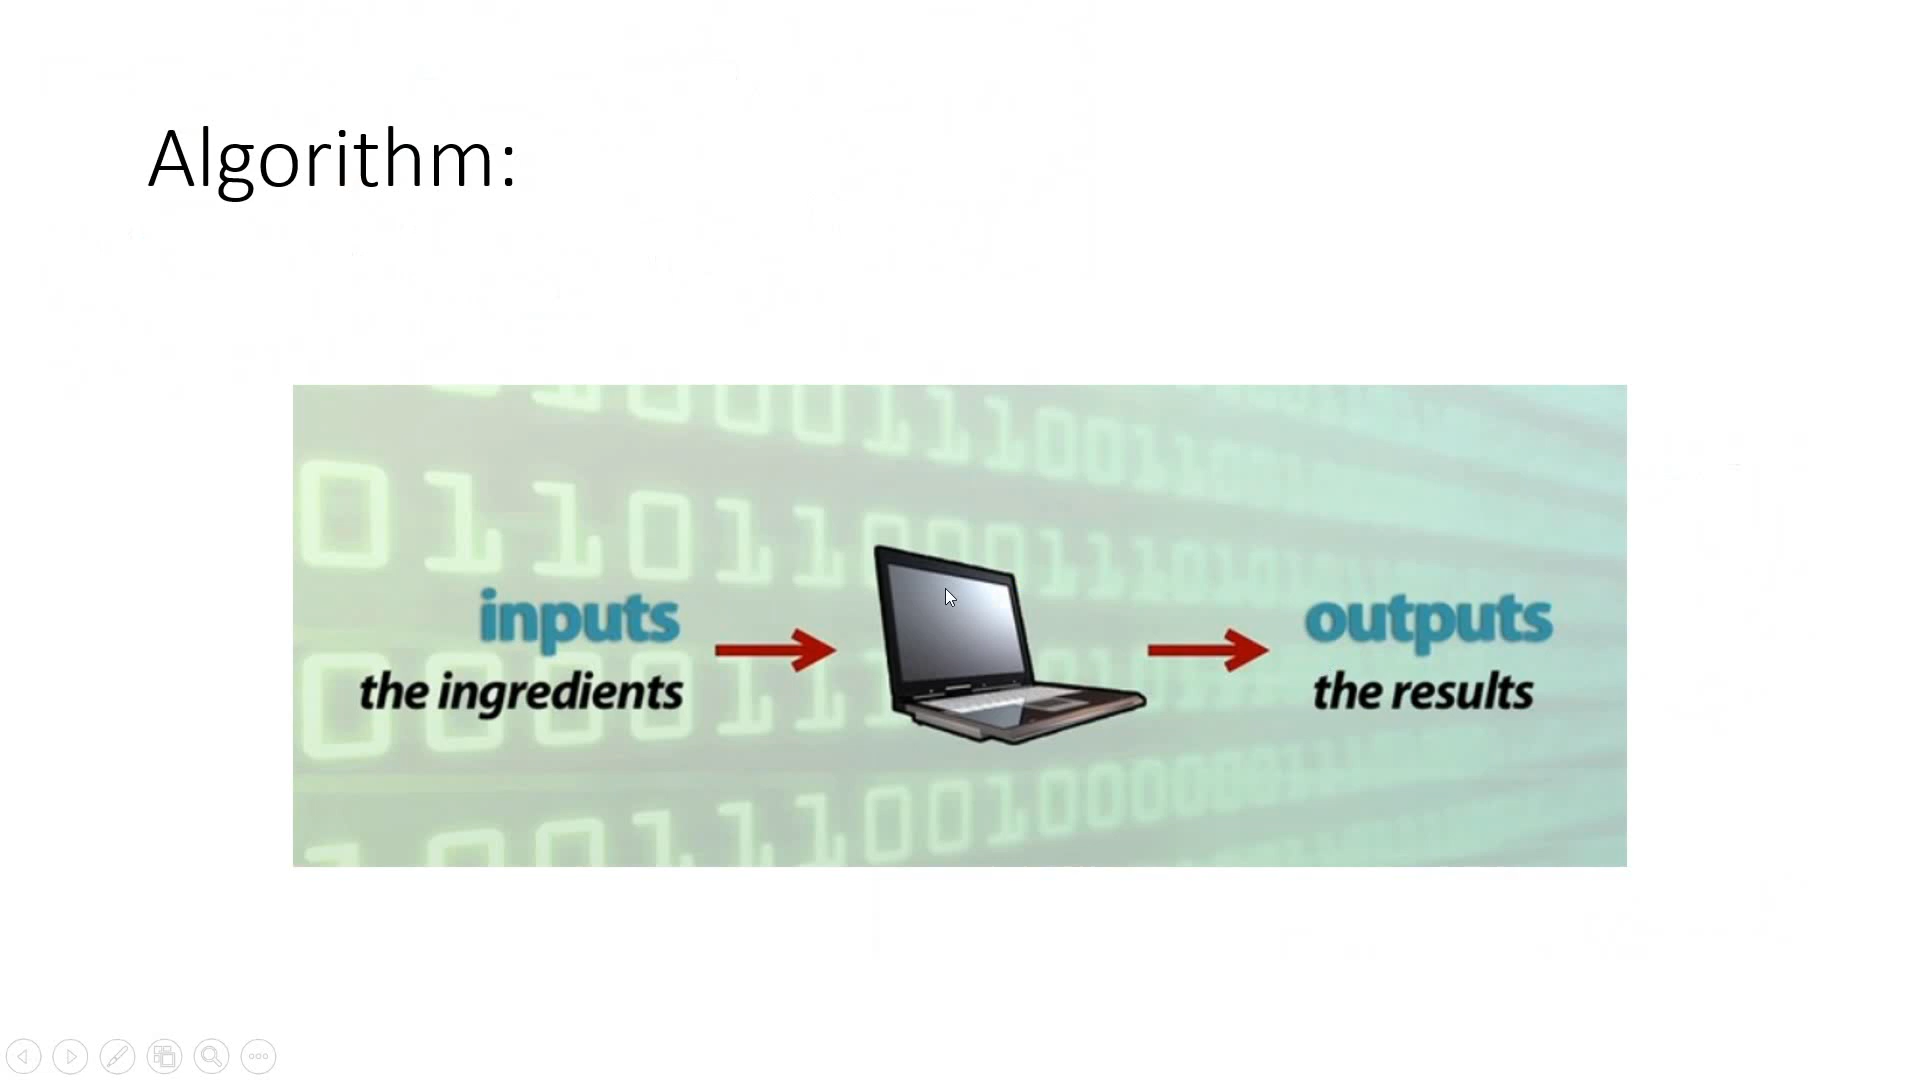 Algorithm:
inputs
the ingredients
outputs
the results